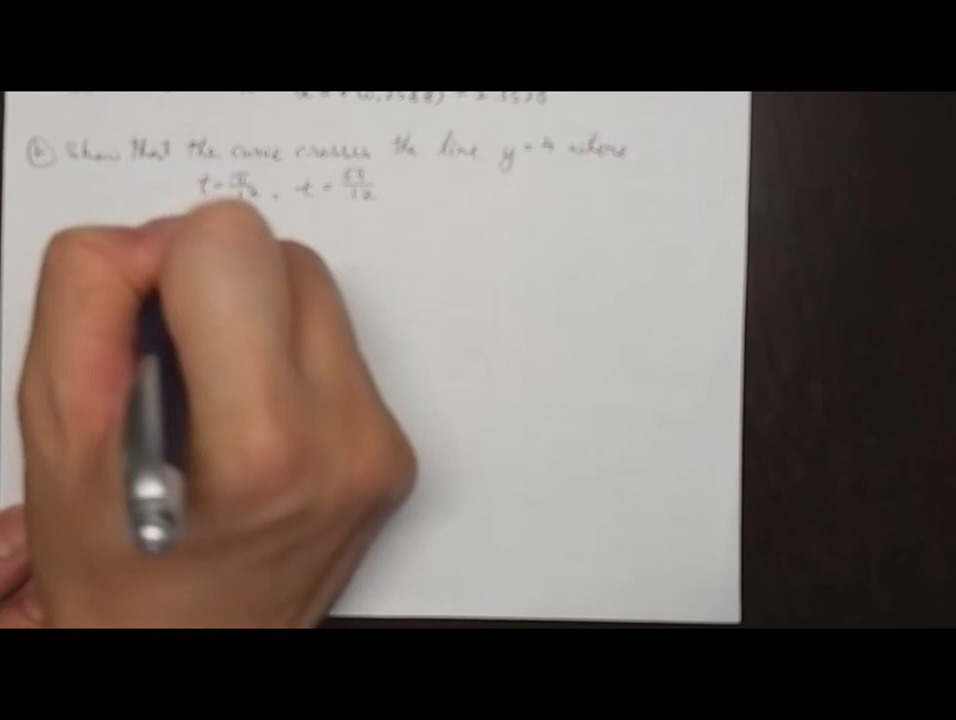 (b) Show that the curve crosses the line y = 4 where
t = π/12, t = 5π/12